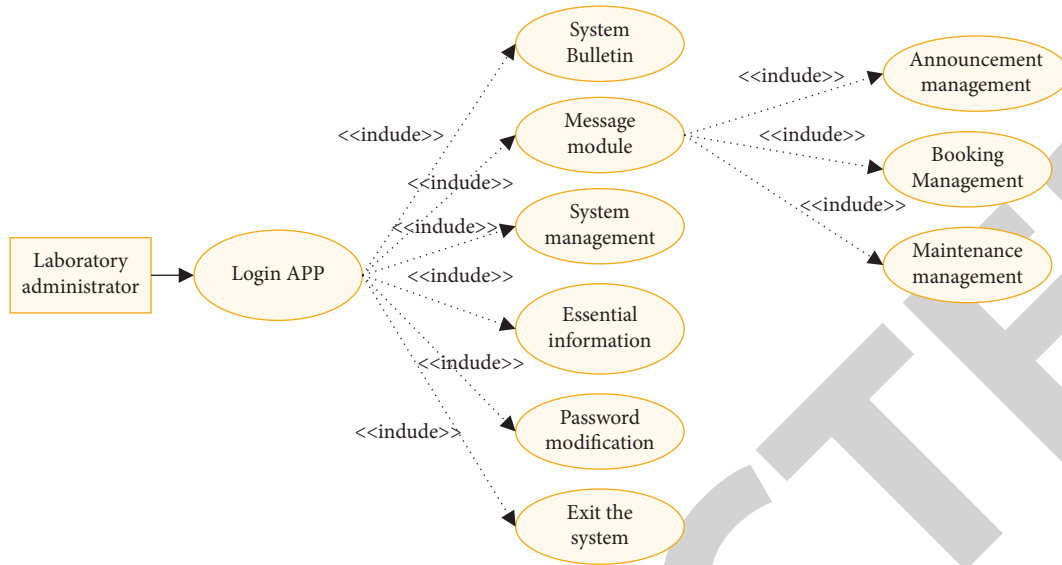 System
Bulletin
<<indude>>
Announcement
management
<<indude>>
Message
module
<<indude>>
Booking
Management
<<indude>>
<<indude>>
System
management
<<indude>>
Maintenance
management
Laboratory
administrator
Login APP
<<indude>>
Essential
information
<<indude>>
Password
modification
<<indude>>
Exit the
system